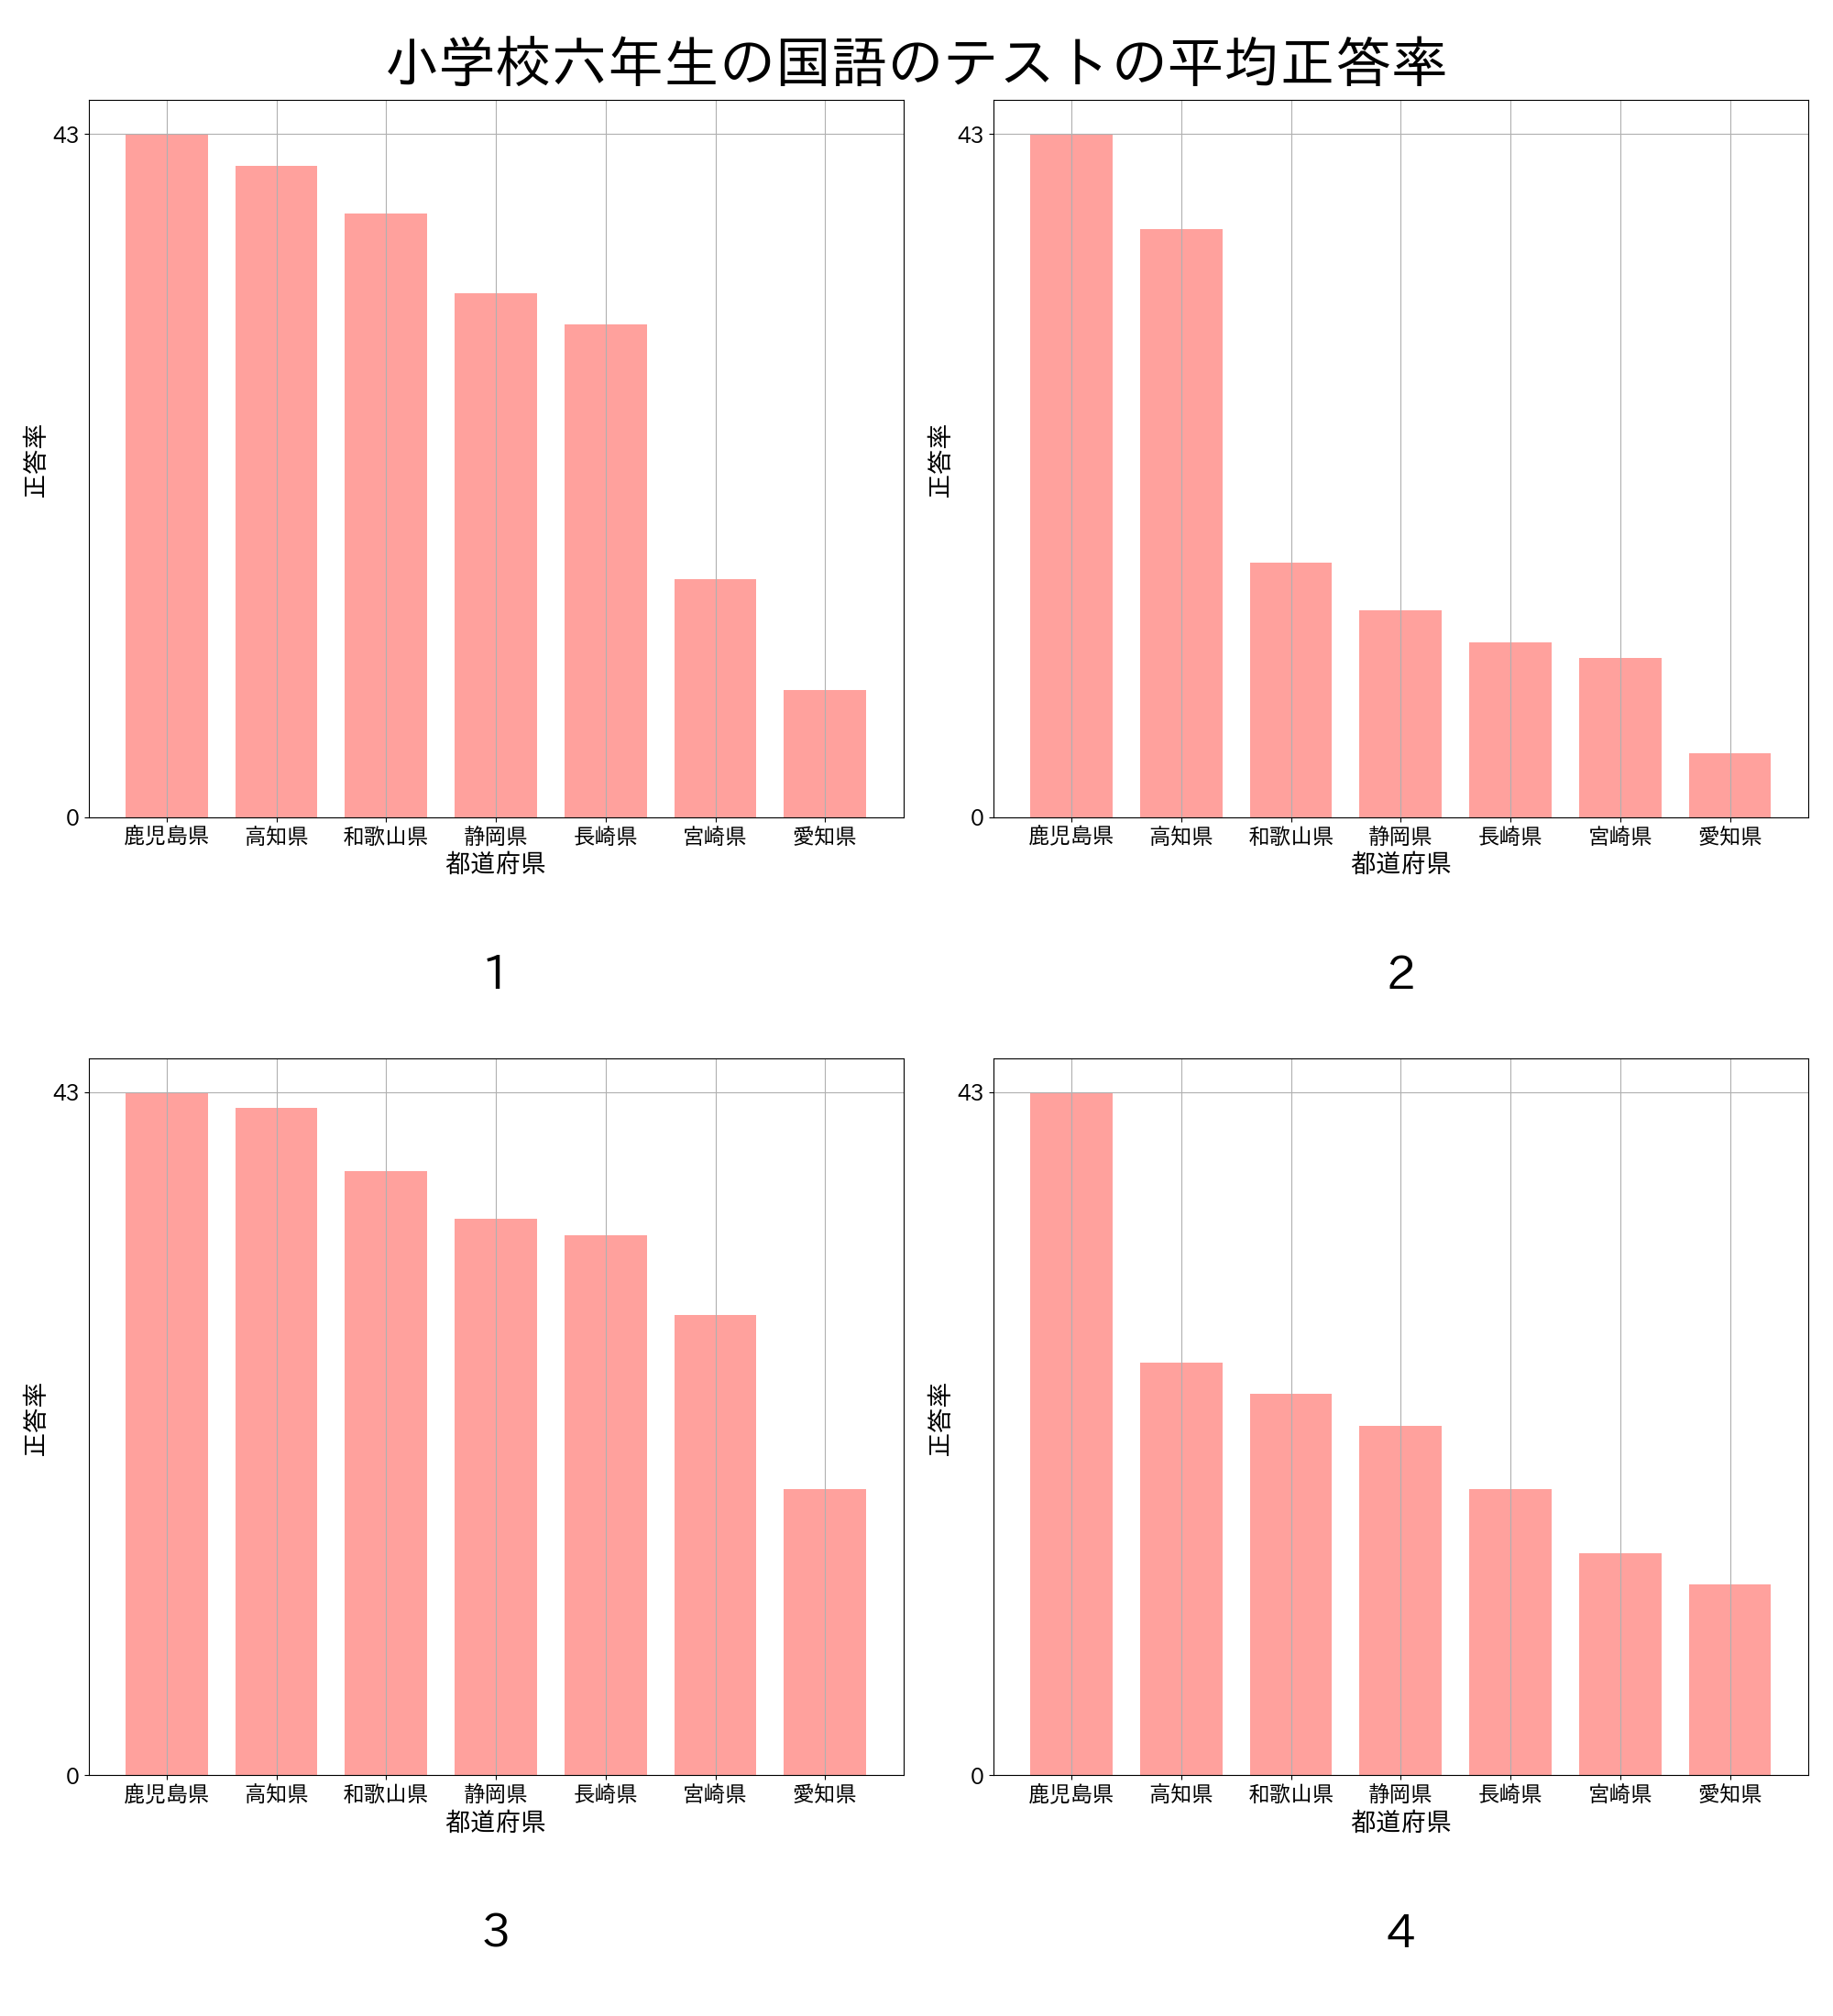 小学校六年生の国語のテストの平均正答率
43
正答率
0
鹿児島県 高知県 和歌山県 静岡県 長崎県 宮崎県 愛知県
都道府県
1
43
正答率
0
鹿児島県 高知県 和歌山県 静岡県 長崎県 宮崎県 愛知県
都道府県
2
43
正答率
0
鹿児島県 高知県 和歌山県 静岡県 長崎県 宮崎県 愛知県
都道府県
3
43
正答率
0
鹿児島県 高知県 和歌山県 静岡県 長崎県 宮崎県 愛知県
都道府県
4